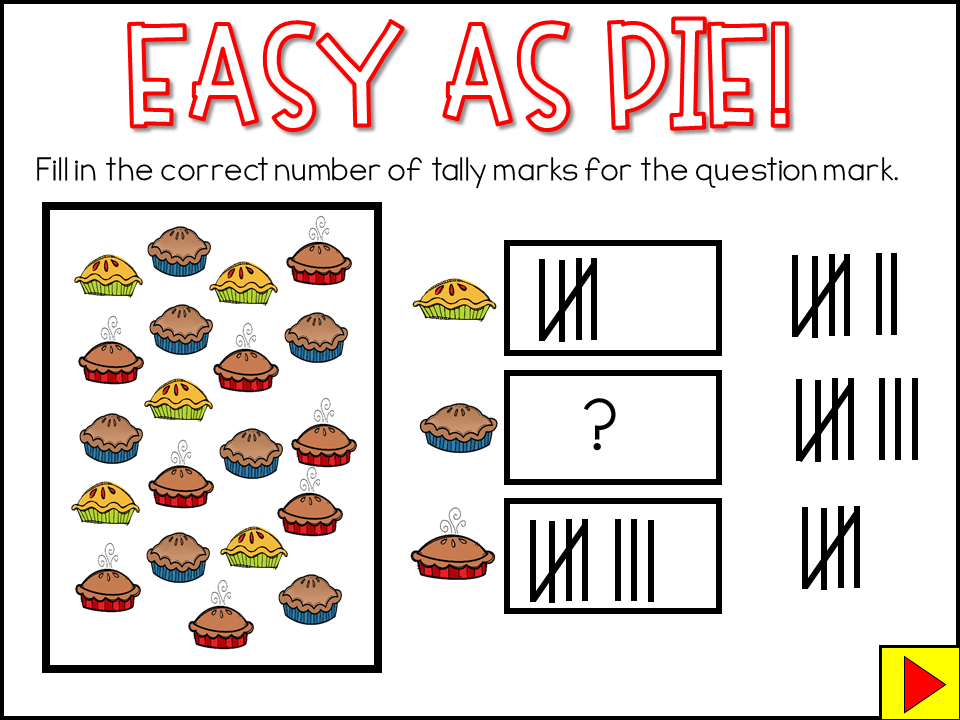 EASY AS PIE!
Fill in the correct number of tally marks for the question mark.
?